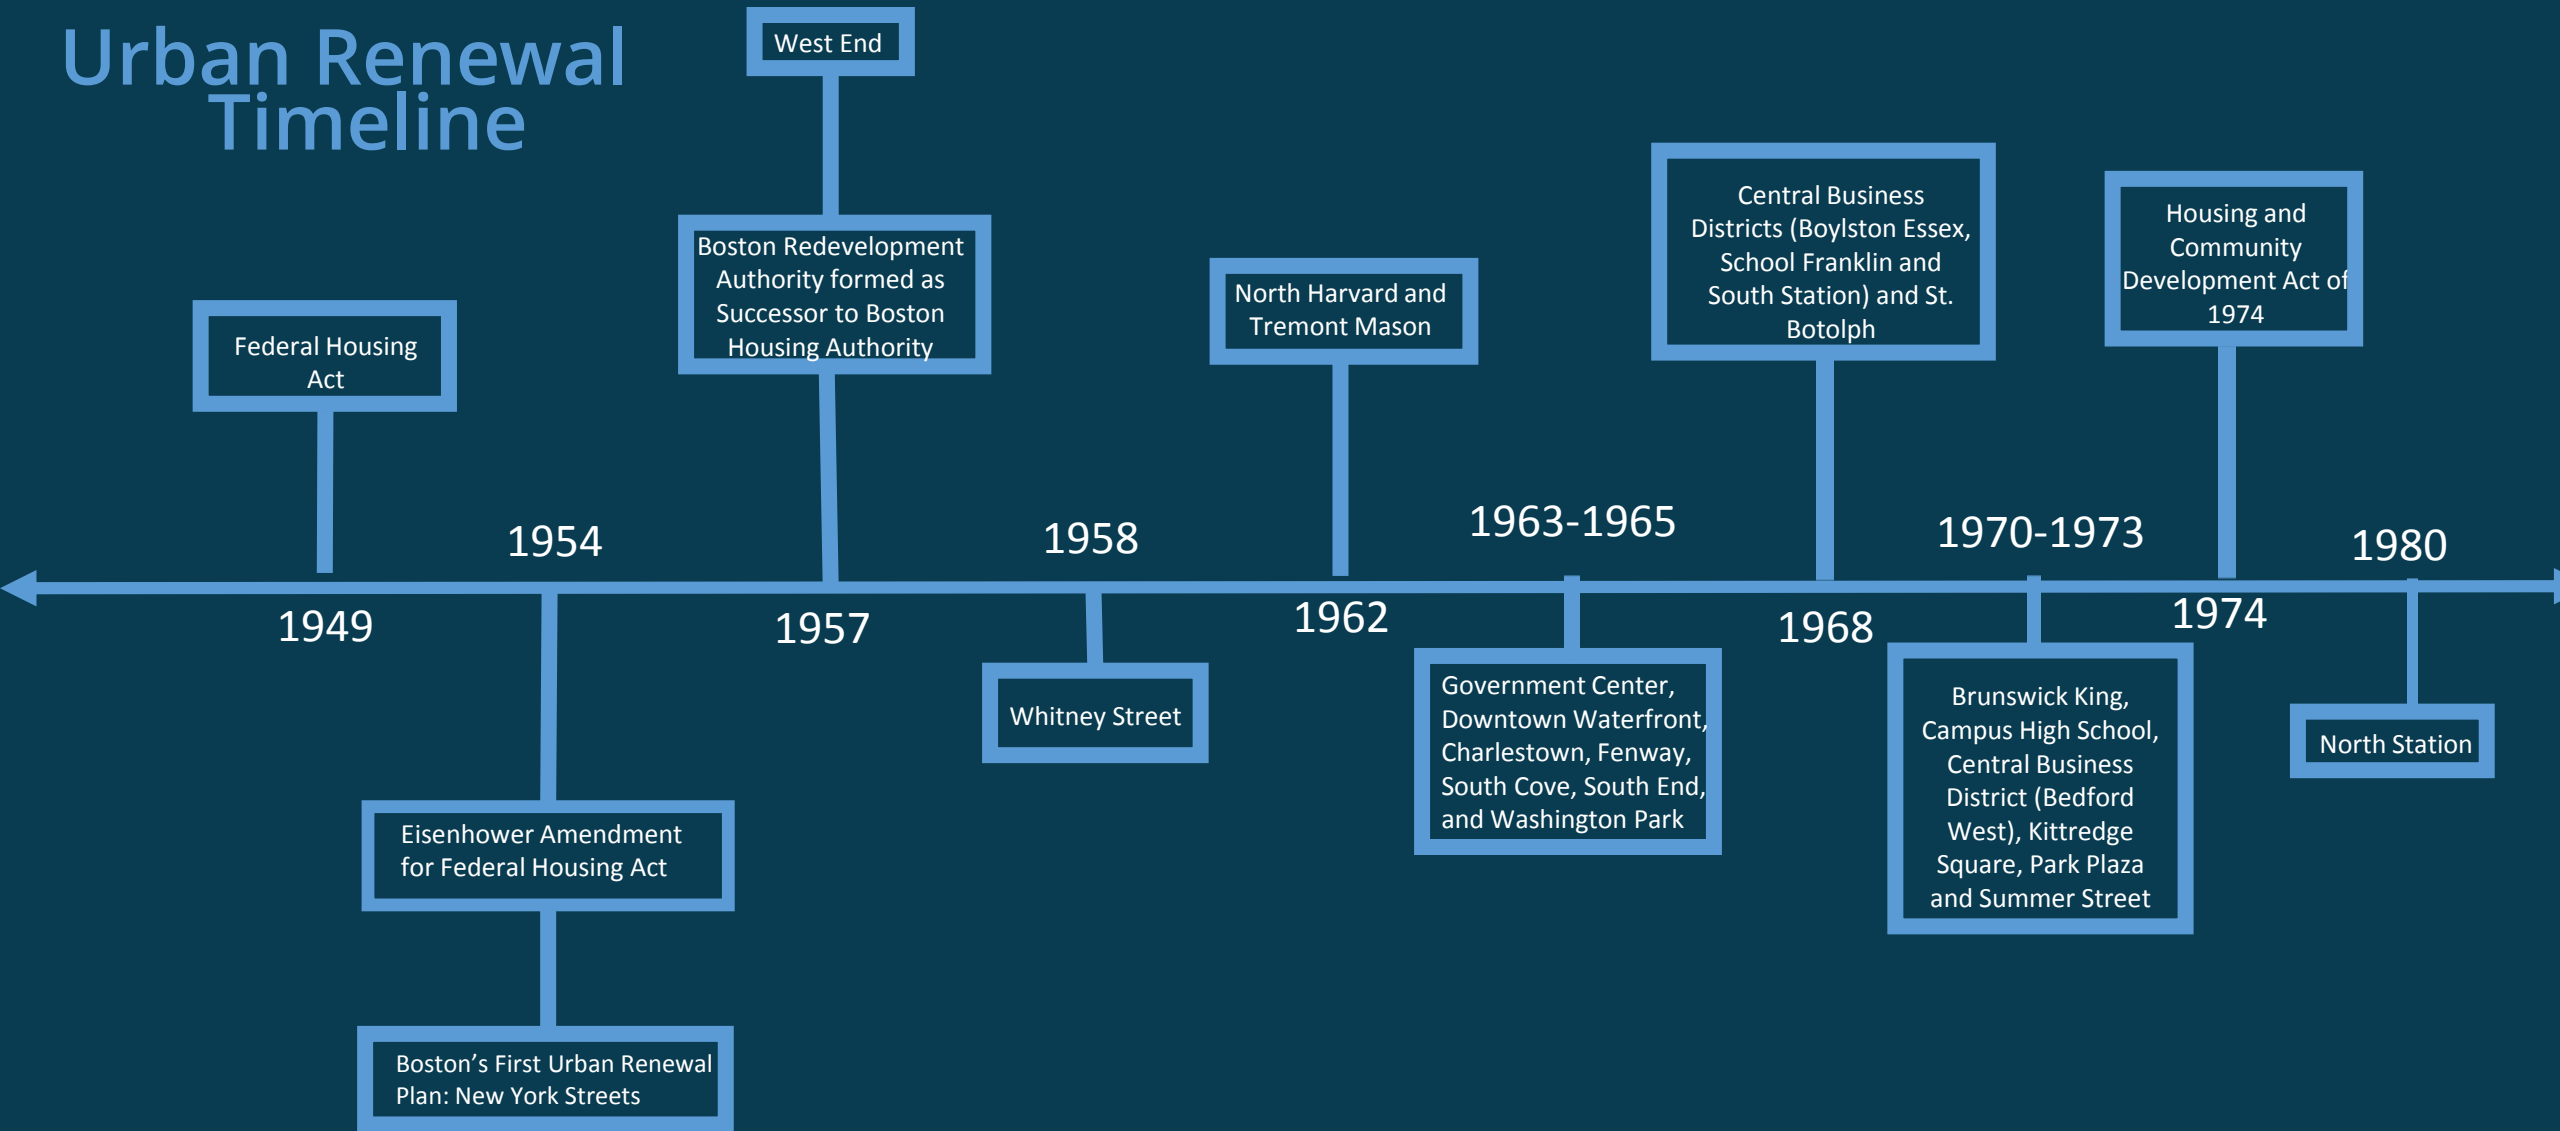 Urban Renewal
Timeline
Federal Housing
Act
1949
1954
Eisenhower Amendment
for Federal Housing Act
Boston’s First Urban Renewal
Plan: New York Streets
West End
Boston Redevelopment
Authority formed as
Successor to Boston
Housing Authority
1957
1958
Whitney Street
North Harvard and
Tremont Mason
1962
1963-1965
Government Center,
Downtown Waterfront,
Charlestown, Fenway,
South Cove, South End,
and Washington Park
Central Business
Districts (Boylston Essex,
School Franklin and
South Station) and St.
Botolph
1968
1970-1973
Brunswick King,
Campus High School,
Central Business
District (Bedford
West), Kittredge
Square, Park Plaza
and Summer Street
Housing and
Community
Development Act of
1974
1974
1980
North Station